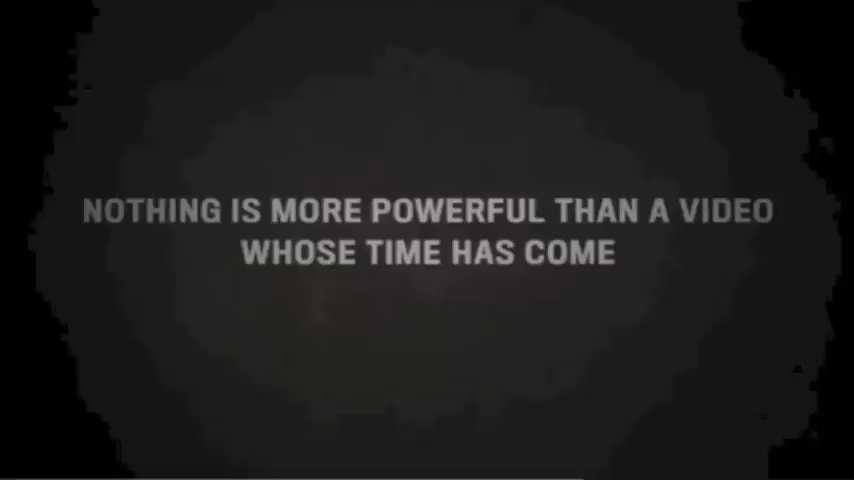 NOTHING IS MORE POWERFUL THAN A VIDEO
WHOSE TIME HAS COME